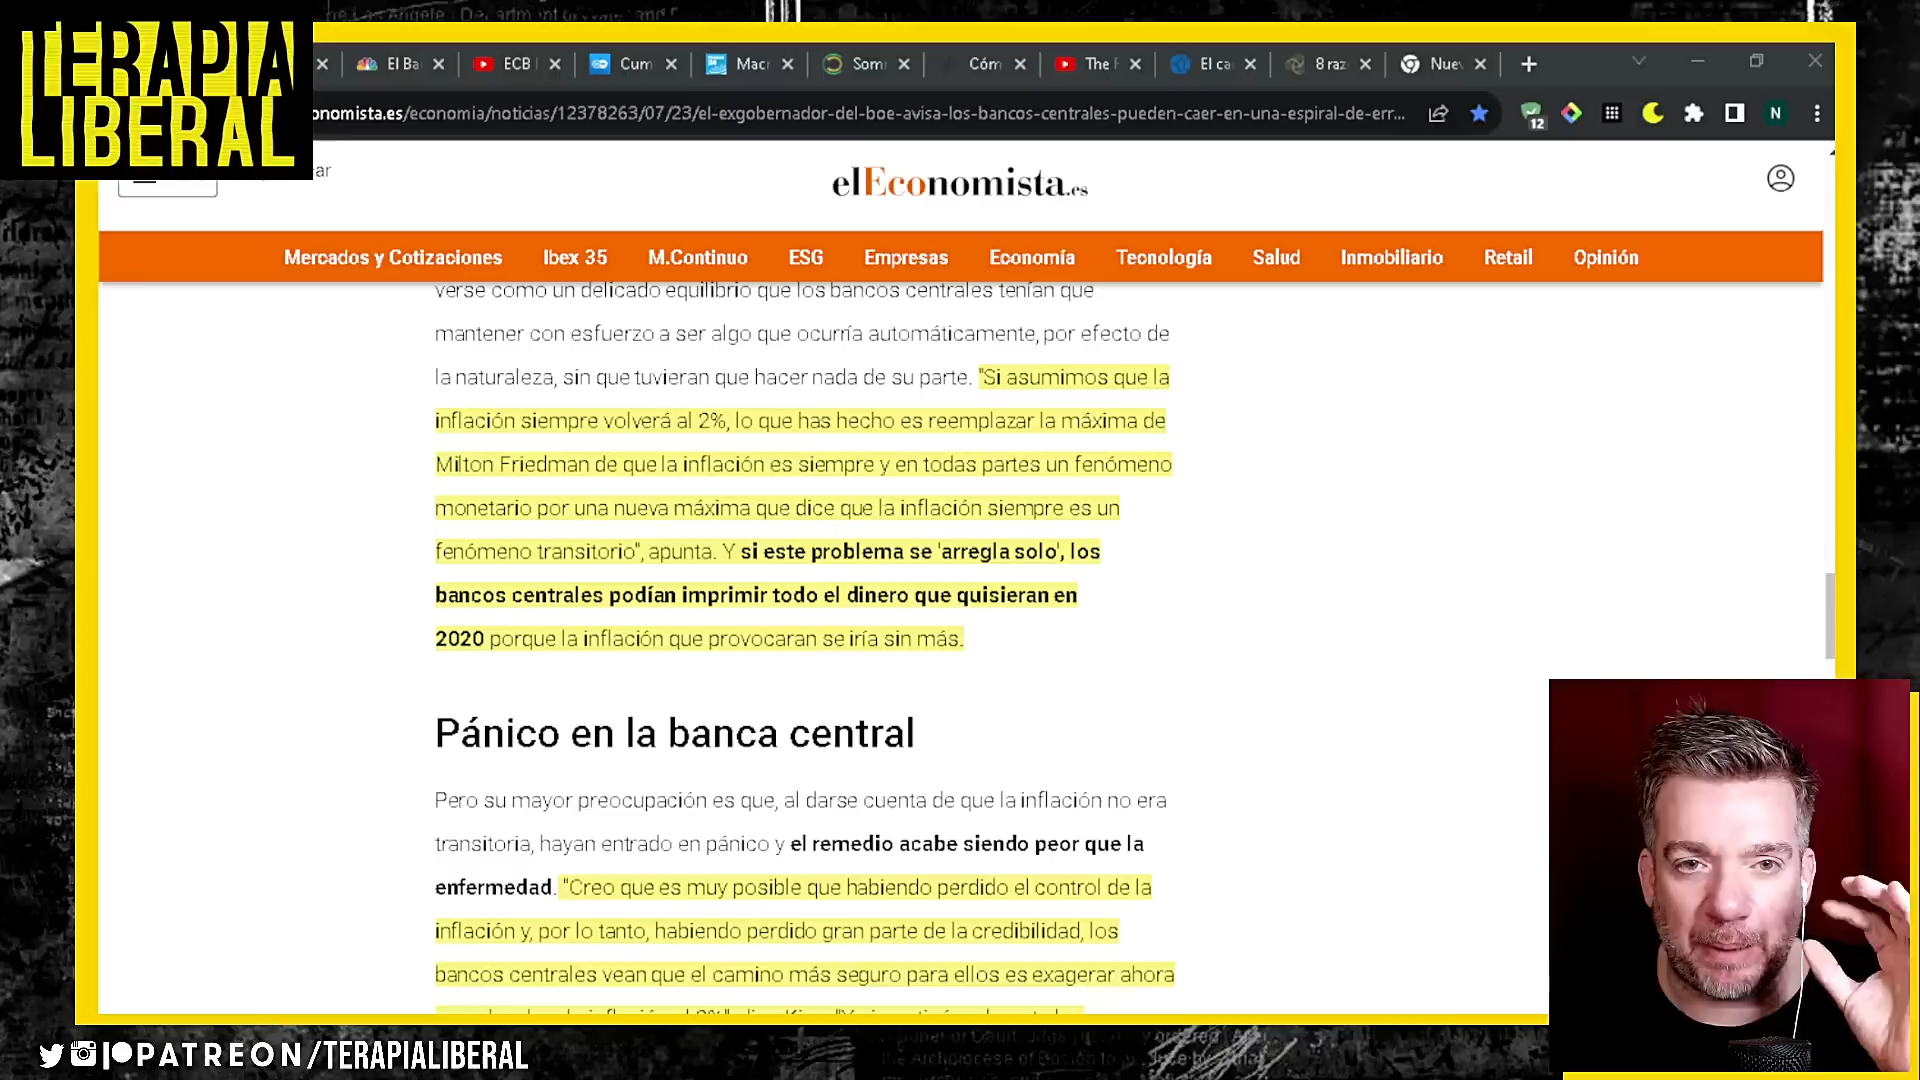 TERAPIA
LIBERAL
El Ba
ECB
Cum
Mac
Som
Cóm
The F
El ca
8 raz
Nue
onomista.es/economia/noticias/12378263/07/23/el-exgobernador-del-boe-avisa-los-bancos-centrales-pueden-caer-en-una-espiral-de-err...
12
N
ar
elEconomista.es
Mercados y Cotizaciones Ibex 35 M.Continuo ESG Empresas Economía Tecnología Salud Inmobiliario Retail Opinión
verse como un delicado equilibrio que los bancos centrales tenían que
mantener con esfuerzo a ser algo que ocurría automáticamente, por efecto de
la naturaleza, sin que tuvieran que hacer nada de su parte. "Si asumimos que la
inflación siempre volverá al 2%, lo que has hecho es reemplazar la máxima de
Milton Friedman de que la inflación es siempre y en todas partes un fenómeno
monetario por una nueva máxima que dice que la inflación siempre es un
fenómeno transitorio", apunta. Y si este problema se 'arregla solo', los
bancos centrales podían imprimir todo el dinero que quisieran en
2020 porque la inflación que provocaran se iría sin más.
Pánico en la banca central
Pero su mayor preocupación es que, al darse cuenta de que la inflación no era
transitoria, hayan entrado en pánico y el remedio acabe siendo peor que la
enfermedad. "Creo que es muy posible que habiendo perdido el control de la
inflación y, por lo tanto, habiendo perdido gran parte de la credibilidad, los
bancos centrales vean que el camino más seguro para ellos es exagerar ahora
PATREON/TERAPIALIBERAL